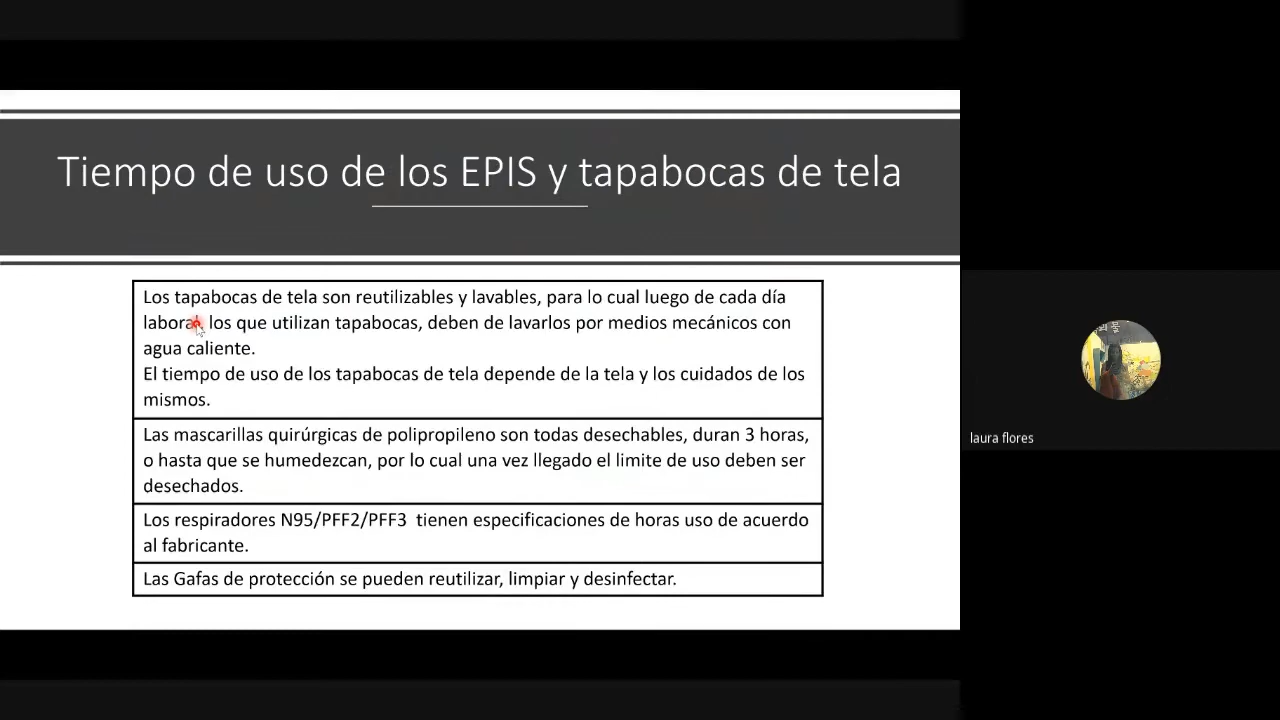 Tiempo de uso de los EPIS y tapabocas de tela
Los tapabocas de tela son reutilizables y lavables, para lo cual luego de cada día
laboral, los que utilizan tapabocas, deben de lavarlos por medios mecánicos con
agua caliente.
El tiempo de uso de los tapabocas de tela depende de la tela y los cuidados de los
mismos.
Las mascarillas quirúrgicas de polipropileno son todas desechables, duran 3 horas,
o hasta que se humedezcan, por lo cual una vez llegado el limite de uso deben ser
desechados.
Los respiradores N95/PFF2/PFF3 tienen especificaciones de horas uso de acuerdo
al fabricante.
Las Gafas de protección se pueden reutilizar, limpiar y desinfectar.
laura flores